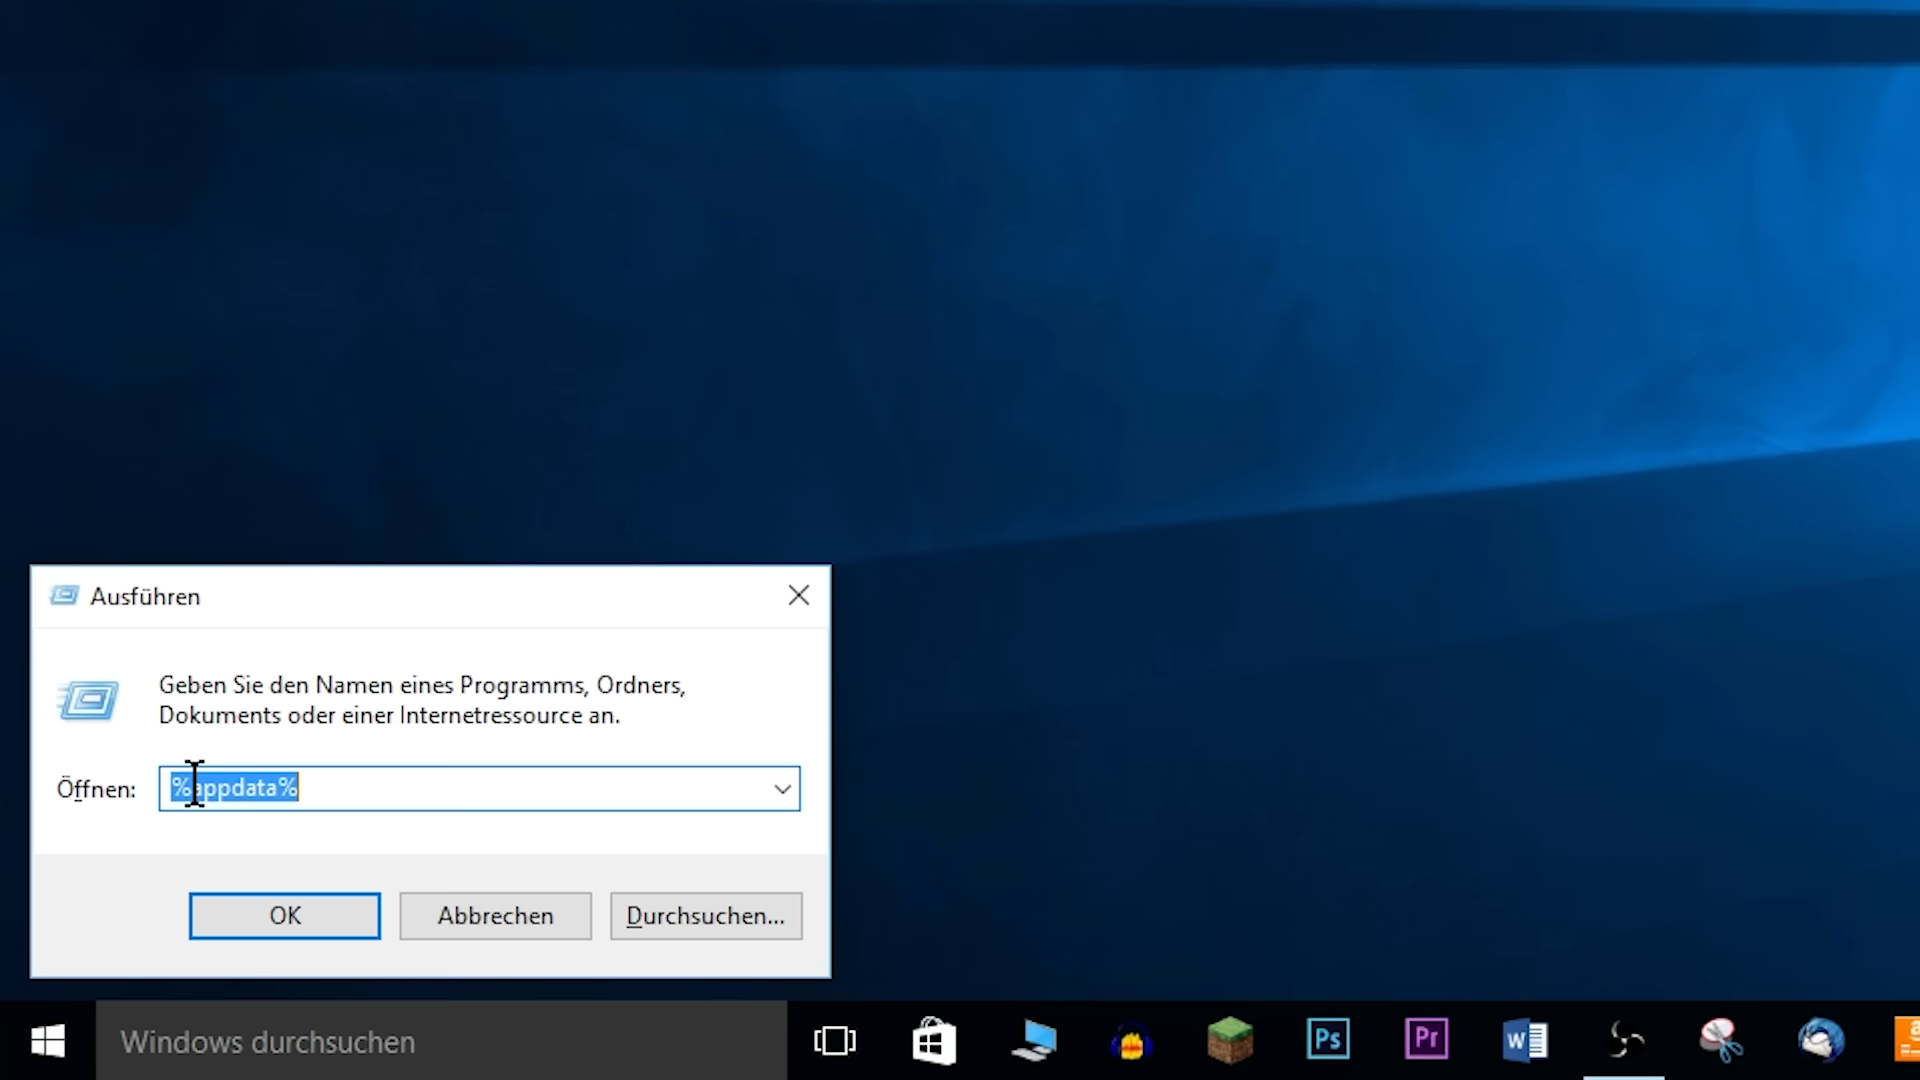 Ausführen
Geben Sie den Namen eines Programms, Ordners,
Dokuments oder einer Internetressource an.
Öffnen: %appdata%
OK Abbrechen Durchsuchen...
Windows durchsuchen
Ps Pr W a